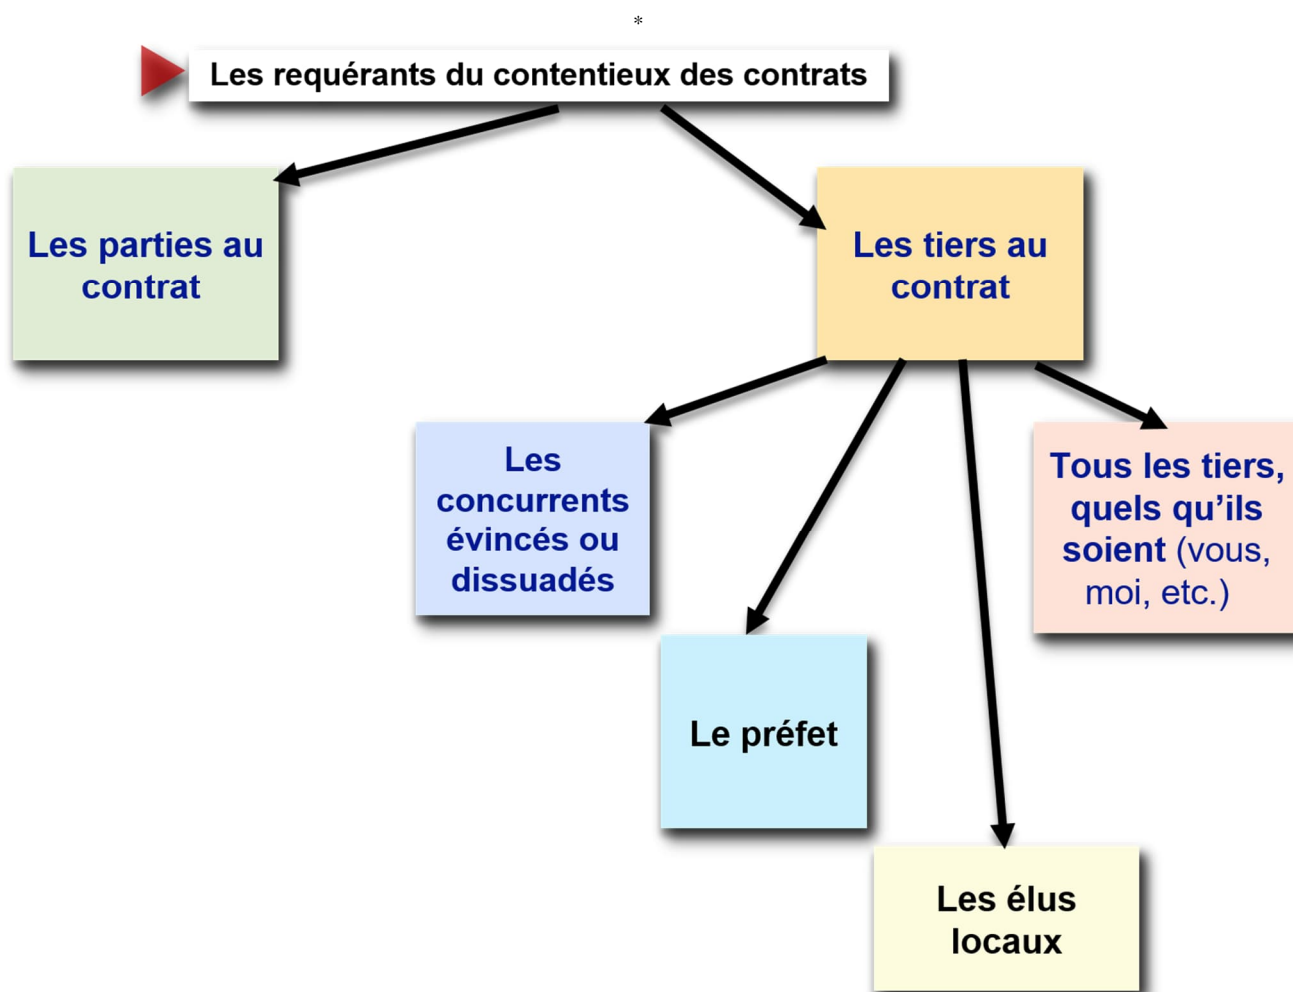 *
Les requérants du contentieux des contrats
Les parties au
contrat
Les tiers au
contrat
Les
concurrents
évincés ou
dissuadés
Tous les tiers,
quels qu’ils
soient (vous,
moi, etc.)
Le préfet
Les élus
locaux